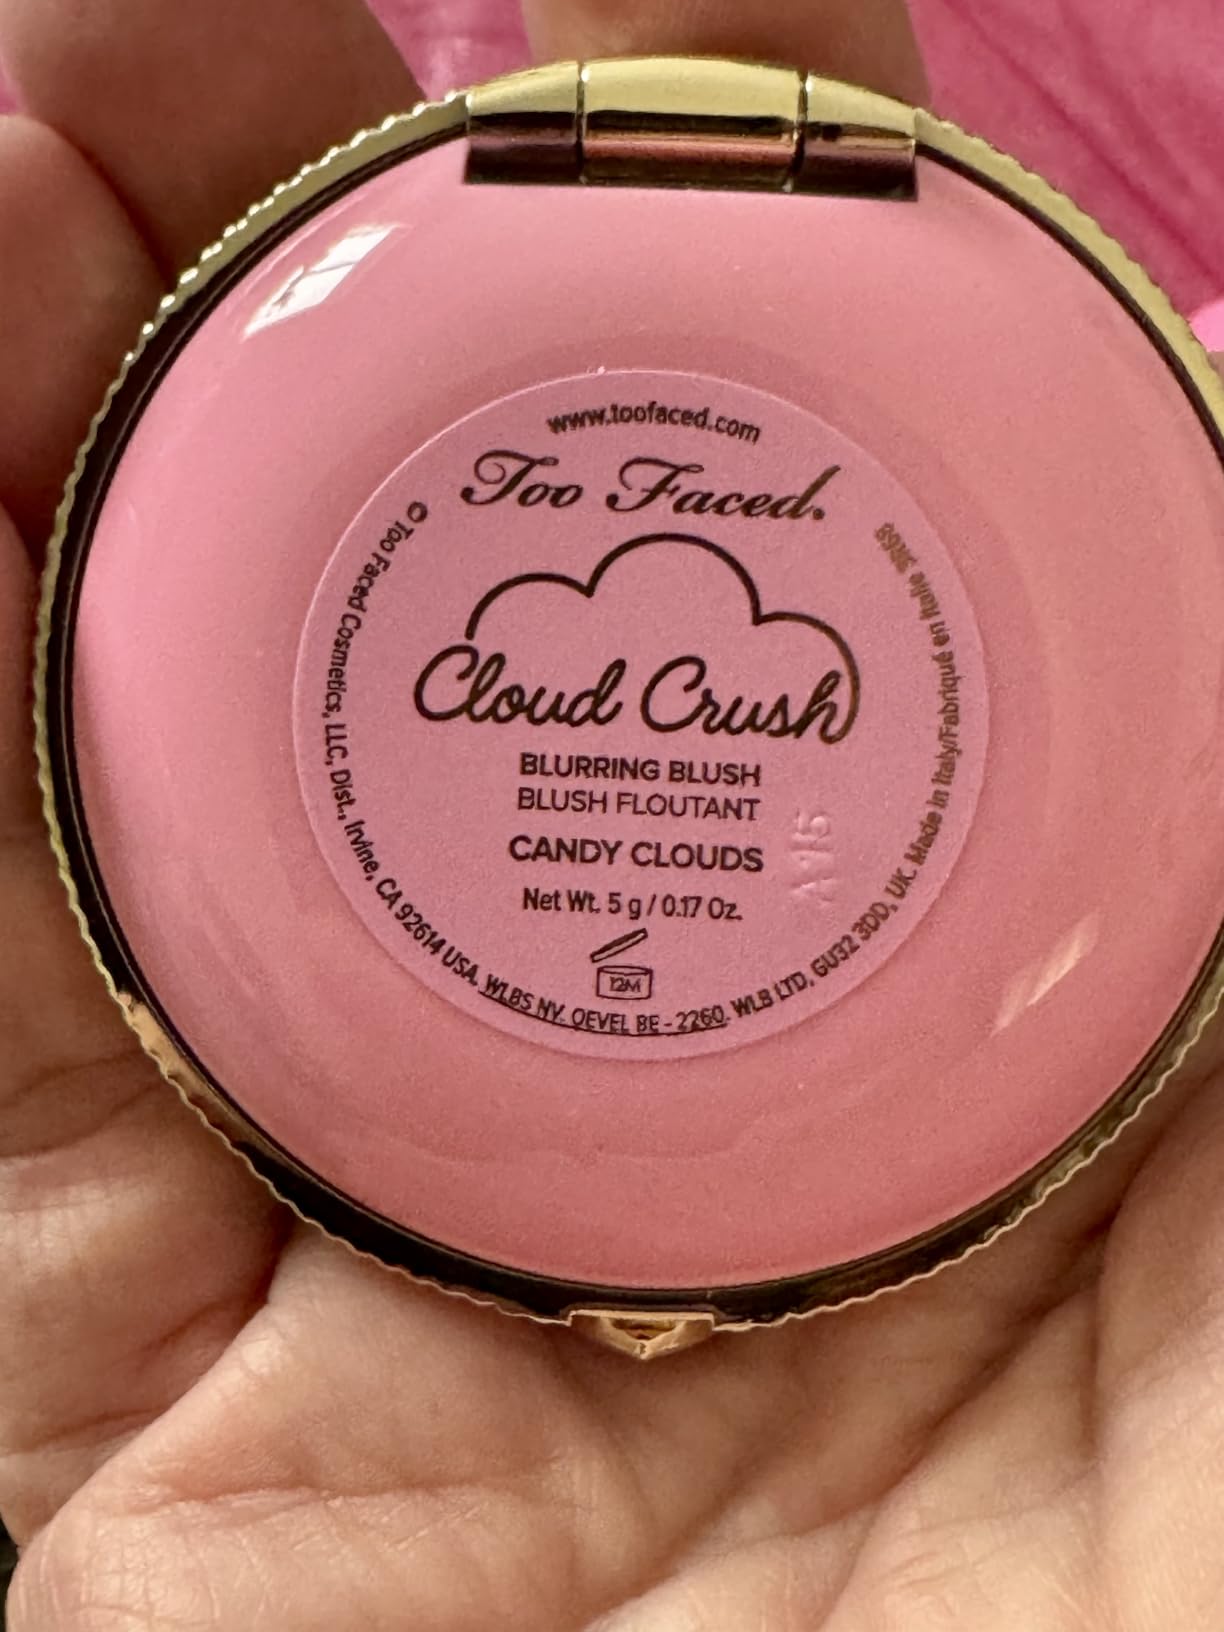 www.toofaced.com
Too Faced.
Cloud Crush
BLURRING BLUSH
BLUSH FLOUTANT
CANDY CLOUDS
Net Wt. 5 g / 0.17 Oz.
12M
© Too Faced Cosmetics, LLC, Dist., Irvine, CA 92614 USA. WLBS NV. OEVEL BE - 2260. WLB LTD, GU32 3DD, UK. Made in Italy/Fabriqué en Italie 3R68
A15